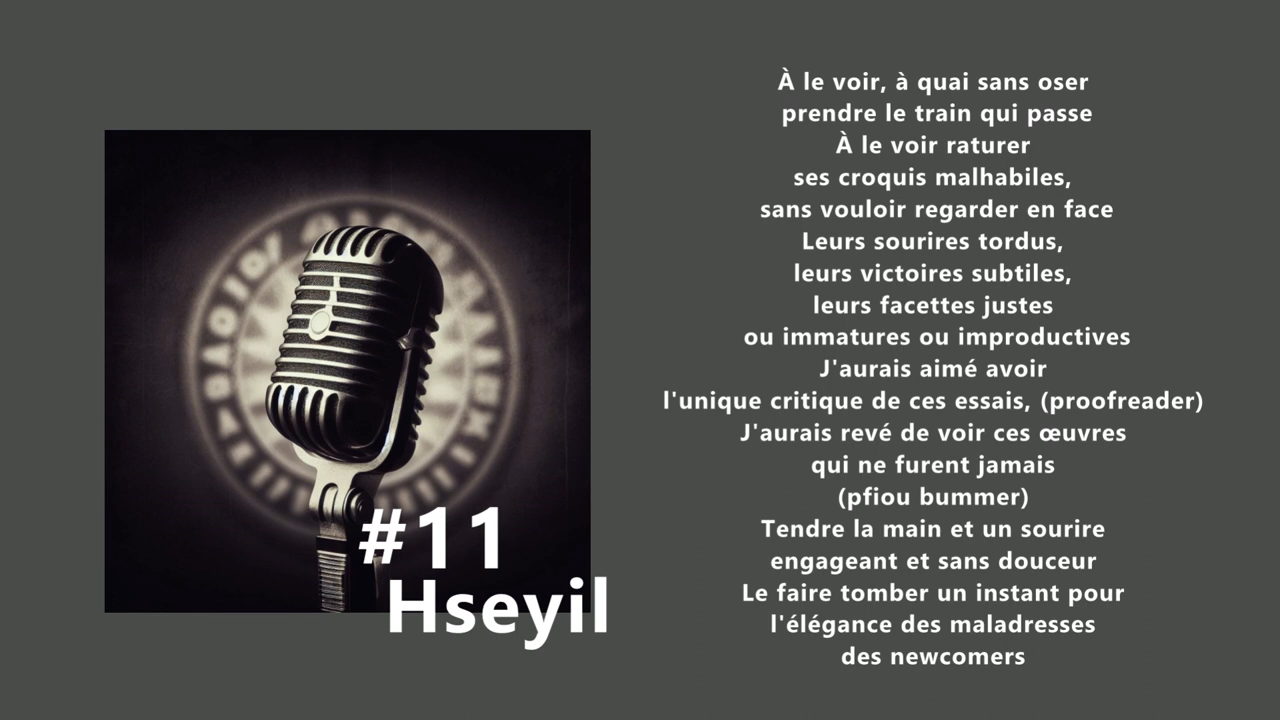 #11
Hseyil
À le voir, à quai sans oser
prendre le train qui passe
À le voir raturer
ses croquis malhabiles,
sans vouloir regarder en face
Leurs sourires tordus,
leurs victoires subtiles,
leurs facettes justes
ou immatures ou improductives
J'aurais aimé avoir
l'unique critique de ces essais, (proofreader)
J'aurais revé de voir ces œuvres
qui ne furent jamais
(pfiou bummer)
Tendre la main et un sourire
engageant et sans douceur
Le faire tomber un instant pour
l'élégance des maladresses
des newcomers